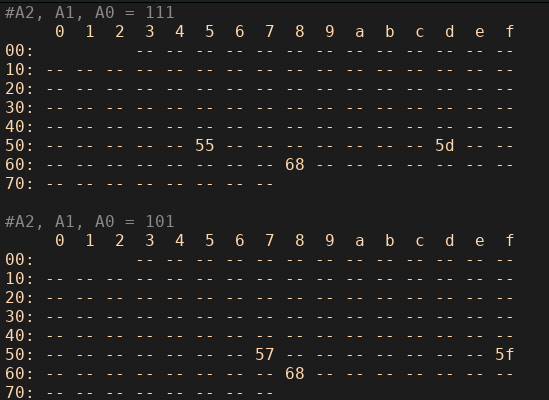 #A2, A1, A0 = 111
     0  1  2  3  4  5  6  7  8  9  a  b  c  d  e  f
00:          -- -- -- -- -- -- -- -- -- -- -- -- --
10: -- -- -- -- -- -- -- -- -- -- -- -- -- -- -- --
20: -- -- -- -- -- -- -- -- -- -- -- -- -- -- -- --
30: -- -- -- -- -- -- -- -- -- -- -- -- -- -- -- --
40: -- -- -- -- -- -- -- -- -- -- -- -- -- -- -- --
50: -- -- -- -- -- 55 -- -- -- -- -- -- -- 5d -- --
60: -- -- -- -- -- -- -- -- 68 -- -- -- -- -- -- --
70: -- -- -- -- -- -- -- --

#A2, A1, A0 = 101
     0  1  2  3  4  5  6  7  8  9  a  b  c  d  e  f
00:          -- -- -- -- -- -- -- -- -- -- -- -- --
10: -- -- -- -- -- -- -- -- -- -- -- -- -- -- -- --
20: -- -- -- -- -- -- -- -- -- -- -- -- -- -- -- --
30: -- -- -- -- -- -- -- -- -- -- -- -- -- -- -- --
40: -- -- -- -- -- -- -- -- -- -- -- -- -- -- -- --
50: -- -- -- -- -- -- -- 57 -- -- -- -- -- -- -- 5f
60: -- -- -- -- -- -- -- -- 68 -- -- -- -- -- -- --
70: -- -- -- -- -- -- -- --